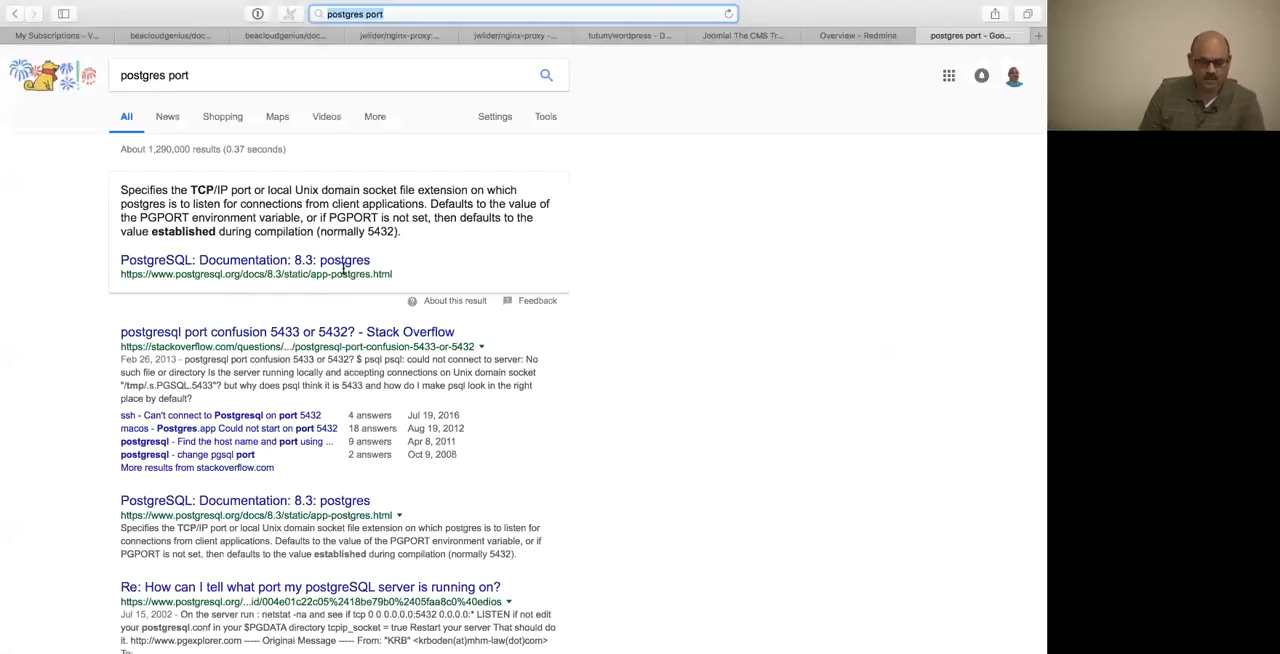 postgres port
My Subscriptions – V...
beacloudgenius/doc...
beacloudgenius/doc...
jwilder/nginx-proxy:...
jwilder/nginx-proxy -...
tutum/wordpress - D...
Joomla! The CMS Tr...
Overview - Redmine
postgres port - Goo...
postgres port
All
News
Shopping
Maps
Videos
More
Settings
Tools
About 1,290,000 results (0.37 seconds)
Specifies the TCP/IP port or local Unix domain socket file extension on which
postgres is to listen for connections from client applications. Defaults to the value of
the PGPORT environment variable, or if PGPORT is not set, then defaults to the
value established during compilation (normally 5432).
PostgreSQL: Documentation: 8.3: postgres
https://www.postgresql.org/docs/8.3/static/app-postgres.html
About this result
Feedback
postgresql port confusion 5433 or 5432? - Stack Overflow
https://stackoverflow.com/questions/.../postgresql-port-confusion-5433-or-5432
Feb 26, 2013 - postgresql port confusion 5433 or 5432? $ psql psql: could not connect to server: No
such file or directory Is the server running locally and accepting connections on Unix domain socket
"/tmp/.s.PGSQL.5433"? but why does psql think it is 5433 and how do I make psql look in the right
place by default?
ssh - Can't connect to Postgresql on port 5432 4 answers Jul 19, 2016
macos - Postgres.app Could not start on port 5432 18 answers Aug 19, 2012
postgresql - Find the host name and port using ... 9 answers Apr 8, 2011
postgresql - change pgsql port 2 answers Oct 9, 2008
More results from stackoverflow.com
PostgreSQL: Documentation: 8.3: postgres
https://www.postgresql.org/docs/8.3/static/app-postgres.html
Specifies the TCP/IP port or local Unix domain socket file extension on which postgres is to listen for
connections from client applications. Defaults to the value of the PGPORT environment variable, or if
PGPORT is not set, then defaults to the value established during compilation (normally 5432).
Re: How can I tell what port my postgreSQL server is running on?
https://www.postgresql.org/...id/004e01c22c05%2418be79b0%2405faa8c0%40edios
Jul 15, 2002 - On the server run : netstat -na and see if tcp 0 0 0.0.0.0:5432 0.0.0.0:* LISTEN if not edit
your postgresql.conf in your $PGDATA directory tcpip_socket = true Restart your server That should do
it. http://www.pgexplorer.com ----- Original Message ----- From: "KRB" <krboden(at)mhm-law(dot)com>
To: